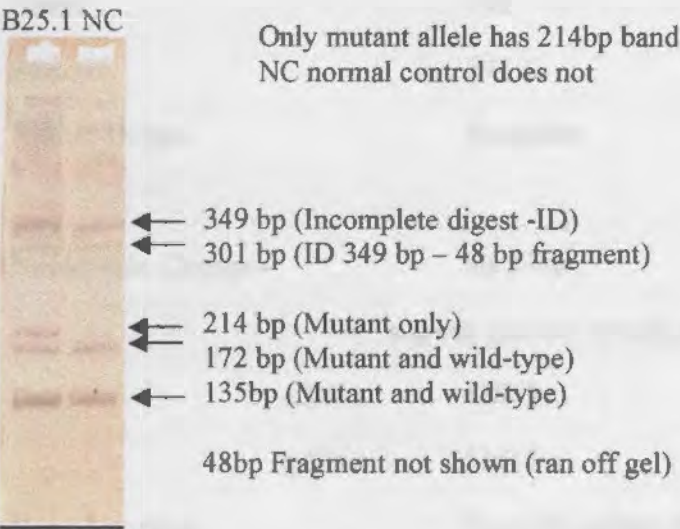 B25.1 NC
Only mutant allele has 214bp band
NC normal control does not
349 bp (Incomplete digest -ID)
301 bp (ID 349 bp – 48 bp fragment)
214 bp (Mutant only)
172 bp (Mutant and wild-type)
135bp (Mutant and wild-type)
48bp Fragment not shown (ran off gel)